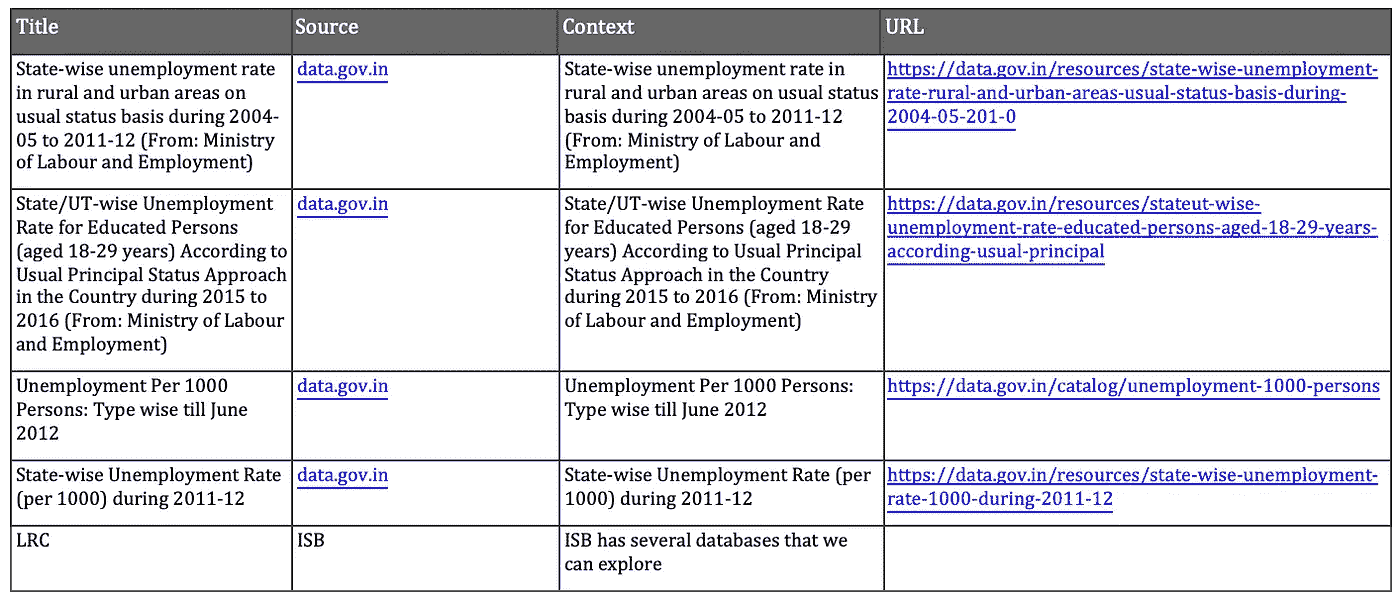 Title
Source
Context
URL
State-wise unemployment rate
in rural and urban areas on
usual status basis during 2004-
05 to 2011-12 (From: Ministry
of Labour and Employment)
data.gov.in
State-wise unemployment rate in
rural and urban areas on usual status
basis during 2004-05 to 2011-12
(From: Ministry of Labour and
Employment)
https://data.gov.in/resources/state-wise-unemployment-
rate-rural-and-urban-areas-usual-status-basis-during-
2004-05-201-0
State/UT-wise Unemployment
Rate for Educated Persons
(aged 18-29 years) According to
Usual Principal Status Approach
in the Country during 2015 to
2016 (From: Ministry of Labour
and Employment)
data.gov.in
State/UT-wise Unemployment Rate
for Educated Persons (aged 18-29
years) According to Usual Principal
Status Approach in the Country
during 2015 to 2016 (From: Ministry
of Labour and Employment)
https://data.gov.in/resources/stateut-wise-
unemployment-rate-educated-persons-aged-18-29-years-
according-usual-principal
Unemployment Per 1000
Persons: Type wise till June
2012
data.gov.in
Unemployment Per 1000 Persons:
Type wise till June 2012
https://data.gov.in/catalog/unemployment-1000-persons
State-wise Unemployment Rate
(per 1000) during 2011-12
data.gov.in
State-wise Unemployment Rate (per
1000) during 2011-12
https://data.gov.in/resources/state-wise-unemployment-
rate-1000-during-2011-12
LRC
ISB
ISB has several databases that we
can explore